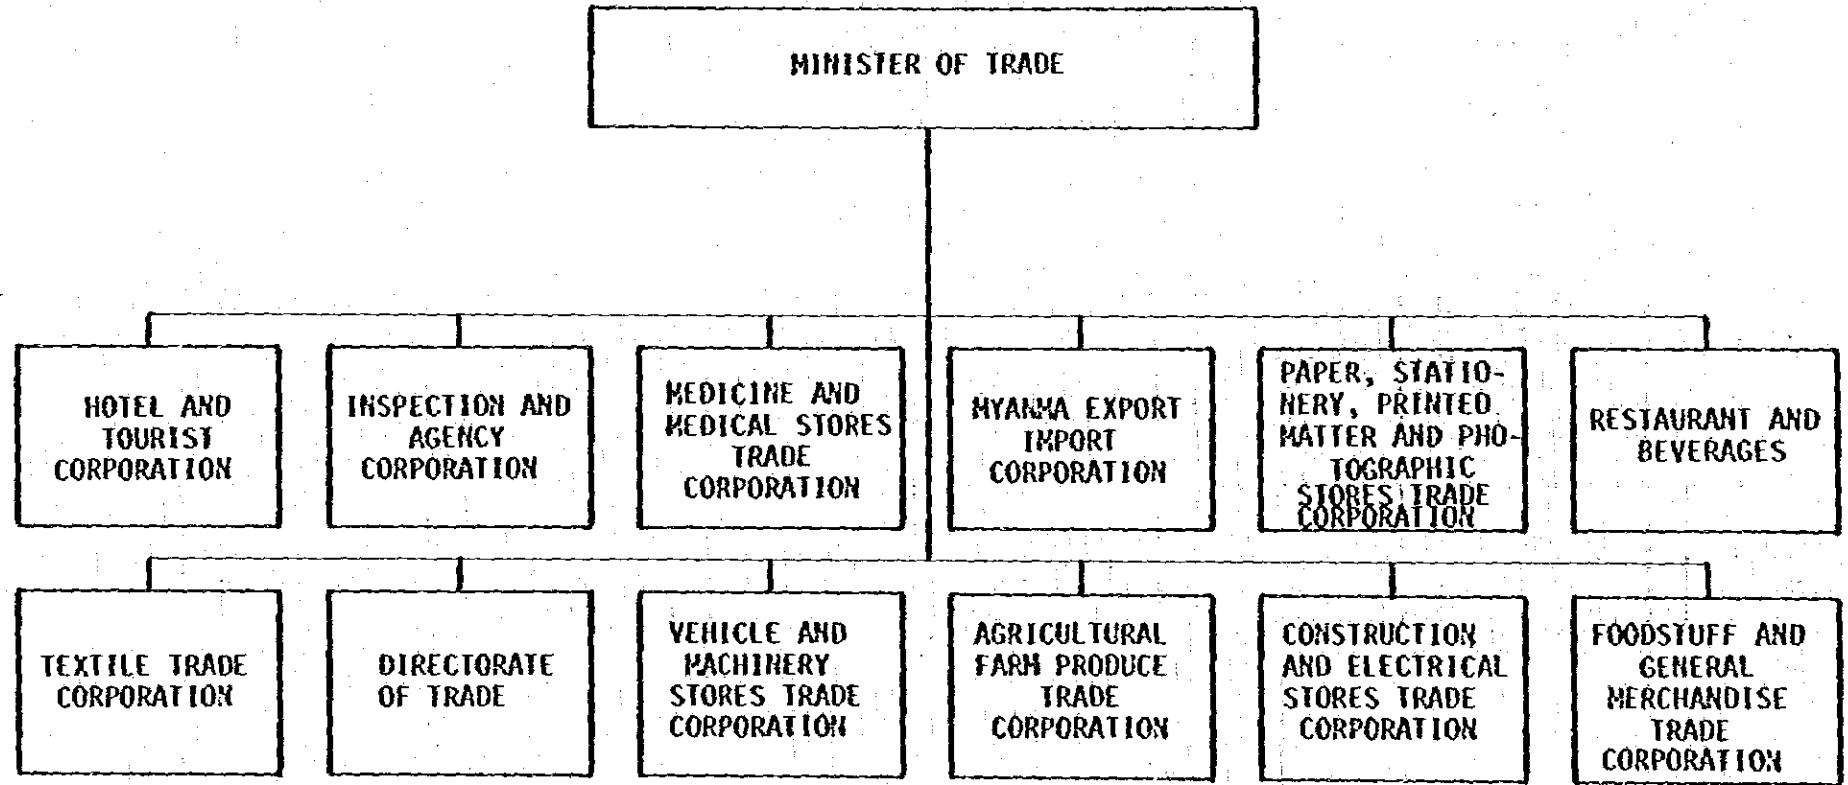 MINISTER OF TRADE
HOTEL AND
TOURIST
CORPORATION
INSPECTION AND
AGENCY
CORPORATION
MEDICINE AND
MEDICAL STORES
TRADE
CORPORATION
MYANMA EXPORT
IMPORT
CORPORATION
PAPER, STATIO-
NERY, PRINTED
MATTER AND PHO-
TOGRAPHIC
STORES TRADE
CORPORATION
RESTAURANT AND
BEVERAGES
TEXTILE TRADE
CORPORATION
DIRECTORATE
OF TRADE
VEHICLE AND
MACHINERY
STORES TRADE
CORPORATION
AGRICULTURAL
FARM PRODUCE
TRADE
CORPORATION
CONSTRUCTION
AND ELECTRICAL
STORES TRADE
CORPORATION
FOODSTUFF AND
GENERAL
MERCHANDISE
TRADE
CORPORATION